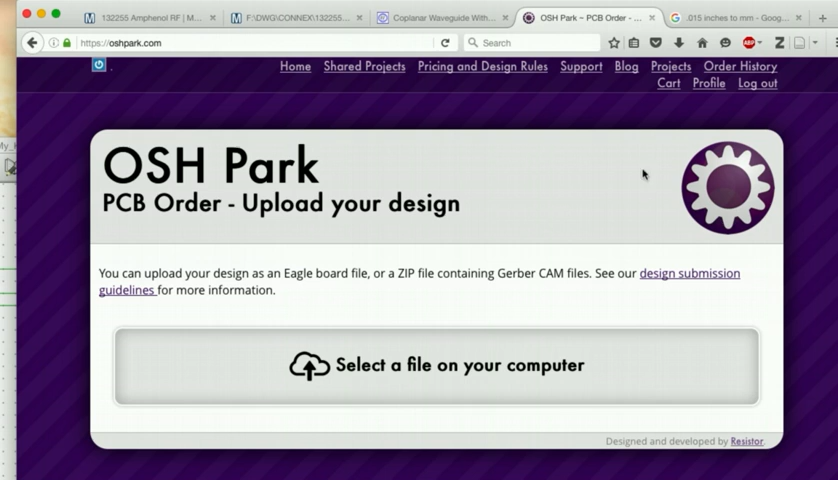 132255 Amphenol RF | M...
F:\DWG\CONNEX\132255...
Coplanar Waveguide With...
OSH Park ~ PCB Order - ...
.015 inches to mm - Goog...
https://oshpark.com
Search
ABP
Z
Home Shared Projects Pricing and Design Rules Support Blog Projects Order History
Cart Profile Log out
My_
OSH Park
PCB Order - Upload your design
You can upload your design as an Eagle board file, or a ZIP file containing Gerber CAM files. See our design submission
guidelines for more information.
Select a file on your computer
Designed and developed by Resistor.